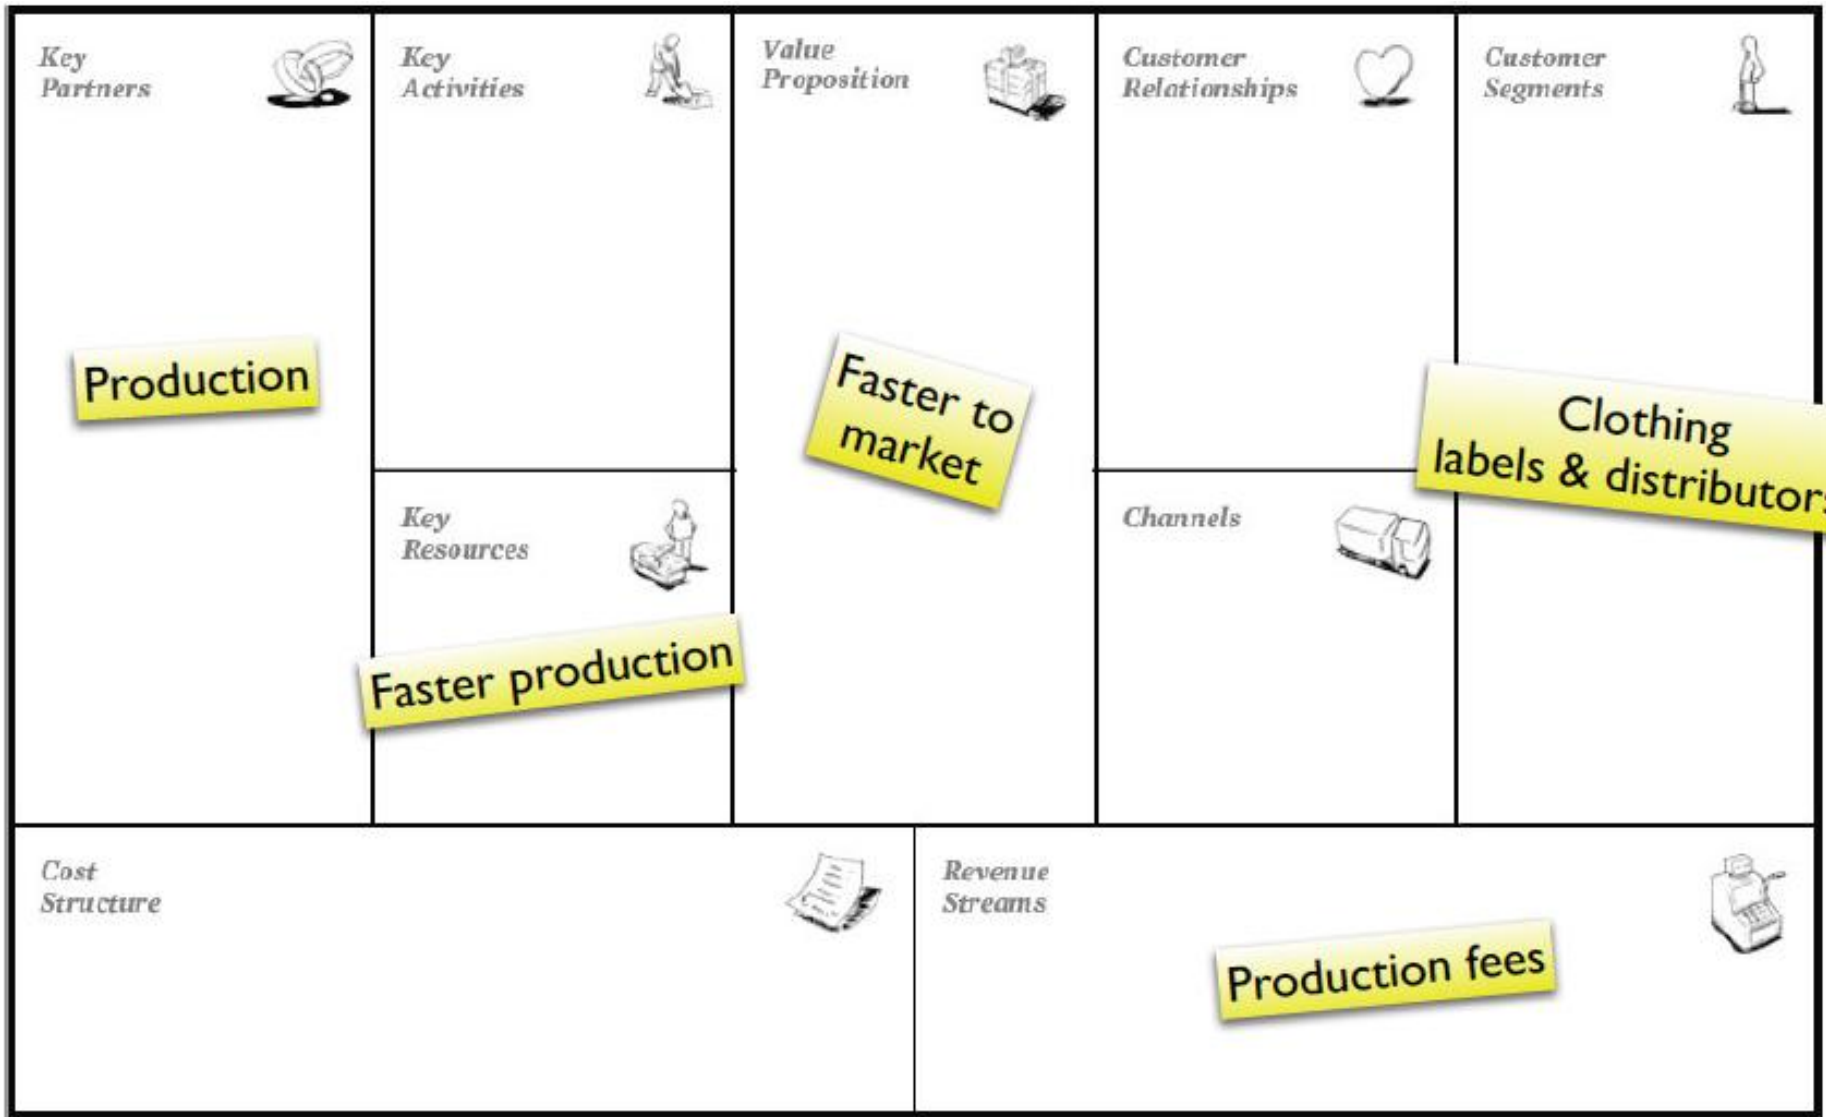 Key
Partners
Production
Key
Activities
Key
Resources
Faster production
Value
Proposition
Faster to
market
Customer
Relationships
Channels
Customer
Segments
Clothing
labels & distributors
Cost
Structure
Revenue
Streams
Production fees